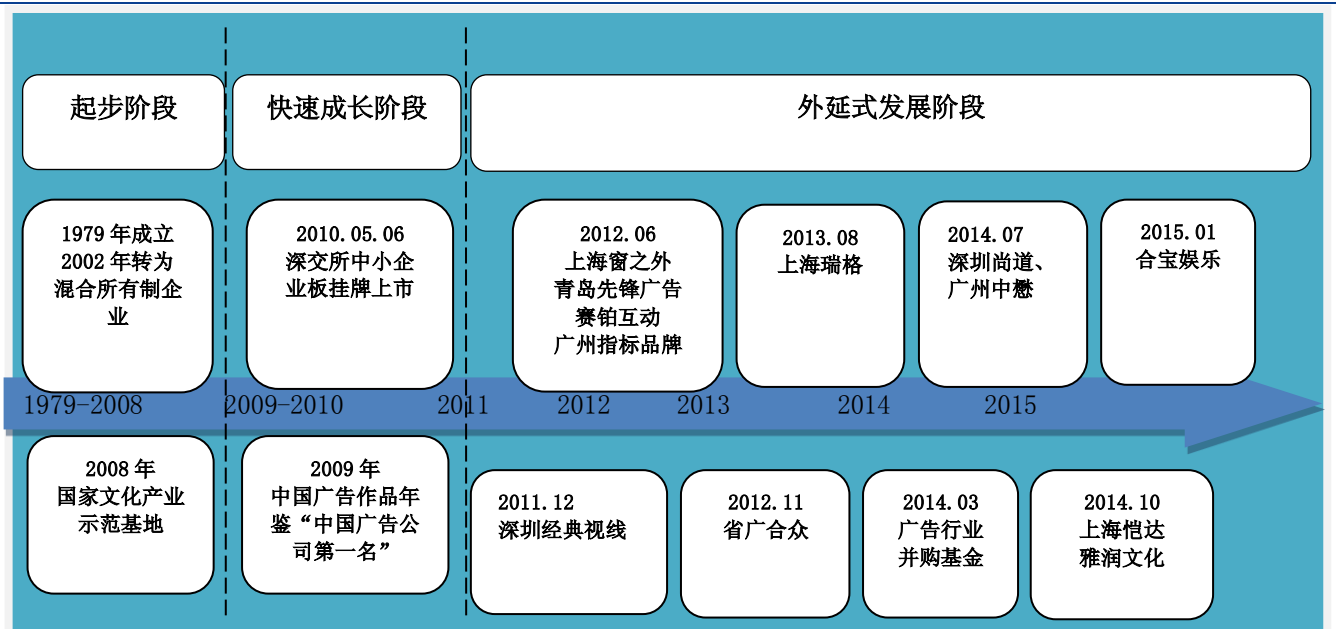 起步阶段
快速成长阶段
外延式发展阶段
1979 年成立
2002 年转为
混合所有制企
业
2010.05.06
深交所中小企
业板挂牌上市
2012.06
上海窗之外
青岛先锋广告
赛铂互动
广州指标品牌
2013.08
上海瑞格
2014.07
深圳尚道、
广州中懋
2015.01
合宝娱乐
1979-2008
2009-2010
2011
2012
2013
2014
2015
2008 年
国家文化产业
示范基地
2009 年
中国广告作品年
鉴“中国广告公
司第一名”
2011.12
深圳经典视线
2012.11
省广合众
2014.03
广告行业
并购基金
2014.10
上海恺达
雅润文化